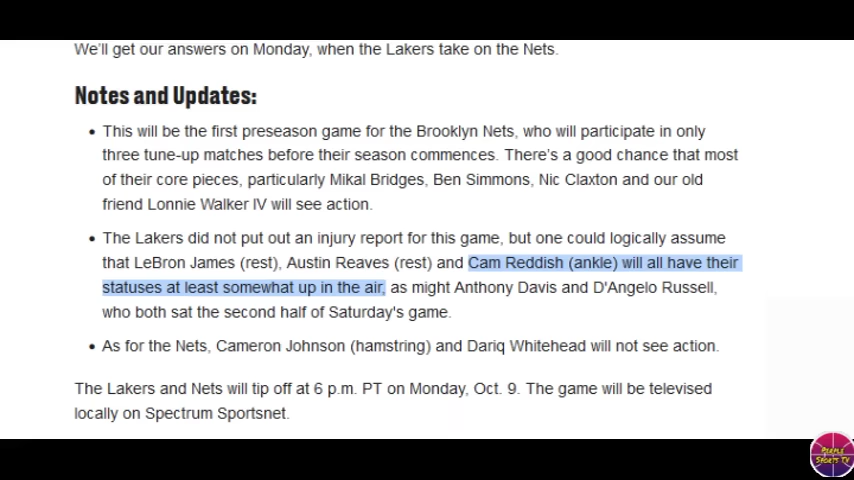 We'll get our answers on Monday, when the Lakers take on the Nets.
Notes and Updates:
• This will be the first preseason game for the Brooklyn Nets, who will participate in only
three tune-up matches before their season commences. There's a good chance that most
of their core pieces, particularly Mikal Bridges, Ben Simmons, Nic Claxton and our old
friend Lonnie Walker IV will see action.
• The Lakers did not put out an injury report for this game, but one could logically assume
that LeBron James (rest), Austin Reaves (rest) and Cam Reddish (ankle) will all have their
statuses at least somewhat up in the air, as might Anthony Davis and D'Angelo Russell,
who both sat the second half of Saturday's game.
• As for the Nets, Cameron Johnson (hamstring) and Dariq Whitehead will not see action.
The Lakers and Nets will tip off at 6 p.m. PT on Monday, Oct. 9. The game will be televised
locally on Spectrum Sportsnet.
SPORTS TV